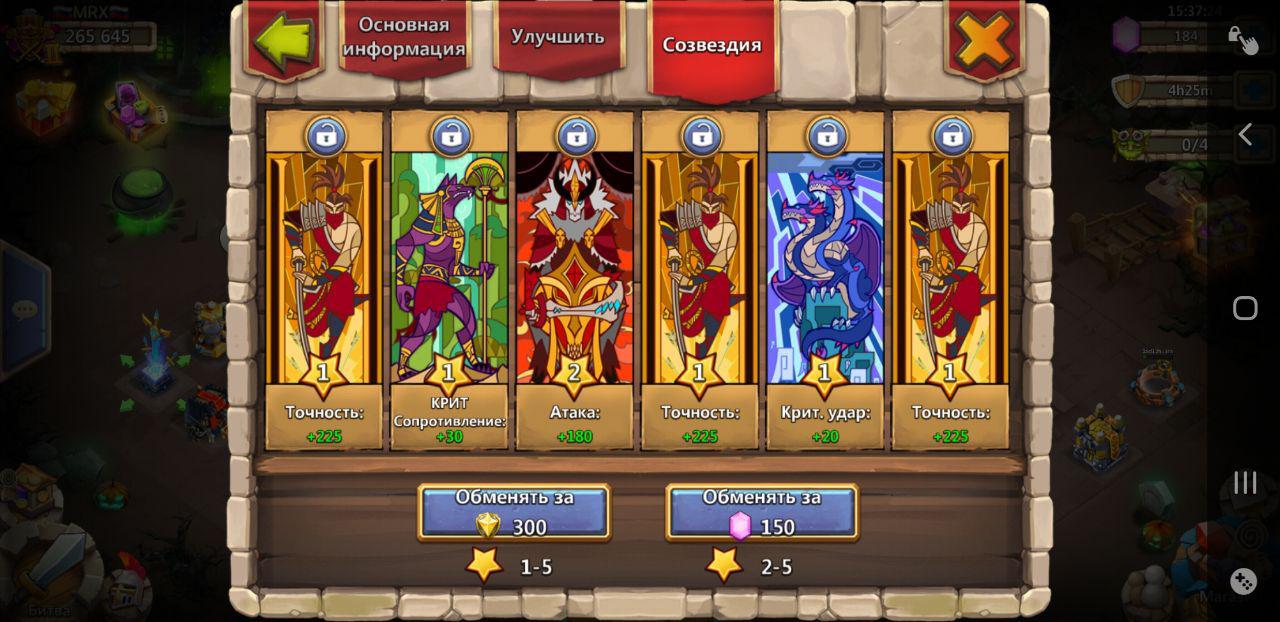 MRX
265 645
Основная
информация
Улучшить
Созвездия
15:37:24
184
4h25m
0/4
1
Точность:
+225
1
КРИТ
Сопротивление:
+30
2
Атака:
+180
1
Точность:
+225
1
Крит. удар:
+20
1
Точность:
+225
Обменять за
300
1-5
Обменять за
150
2-5
Битва